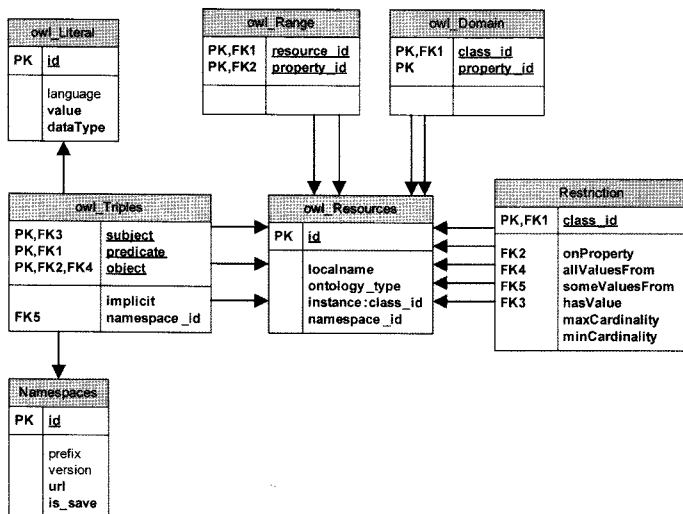 owl_Literal
PK id
language
value
dataType
owl_Range
PK,FK1 resource_id
PK,FK2 property_id
owl_Domain
PK,FK1 class_id
PK property_id
owl_Triples
PK,FK3 subject
PK,FK1 predicate
PK,FK2,FK4 object
implicit
FK5 namespace_id
owl_Resources
PK id
localname
ontology_type
instance:class_id
namespace_id
Restriction
PK,FK1 class_id
FK2 onProperty
FK4 allValuesFrom
FK5 someValuesFrom
FK3 hasValue
maxCardinality
minCardinality
Namespaces
PK id
prefix
version
url
is_save